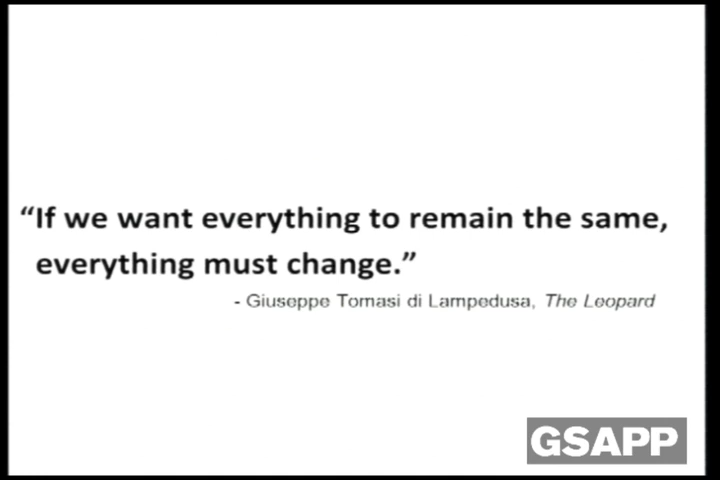 “If we want everything to remain the same,
everything must change.”
- Giuseppe Tomasi di Lampedusa, The Leopard
GSAPP